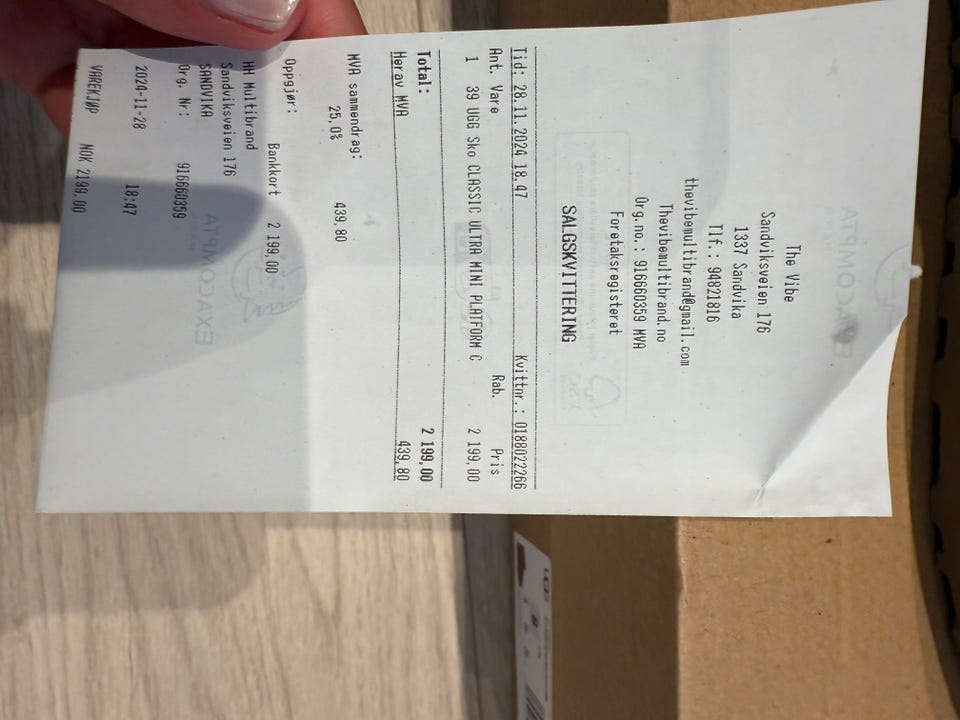 The Vibe
Sandviksveien 176
1337 Sandvika
Tlf.: 94821816
thevibemultibrand@gmail.com
Thevibemultibrand.no
Org.no.: 916660359 MVA
Foretaksregisteret
SALGSKVITTERING
Tid: 28.11.2024 18.47 Kvittnr.: 0188022266
Ant. Vare Rab. Pris
1 39 UGG Sko CLASSIC ULTRA MINI PLATFORM C 2 199,00
Total: 2 199,00
Herav MVA 439,80
MVA sammendrag:
25,0% 439,80
Oppgjør:
Bankkort 2 199,00
HH Multibrand
Sandviksveien 176
SANDVIKA
Org. Nr: 916660359
2024-11-28 18:47
VAREKJØP NOK 2199.00
EXACOMPTA
EXACOMPTA